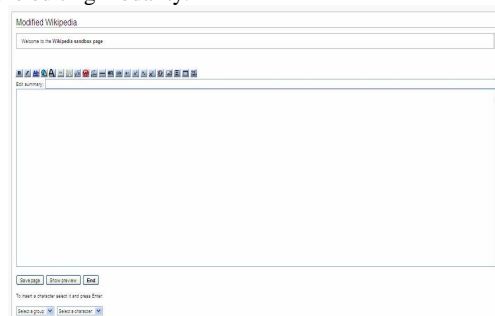 Modified Wikipedia
Welcome to the Wikipedia sandbox page
Edit summary:
Save page Show preview End
To insert a character select it and press Enter
Select a group Select a character